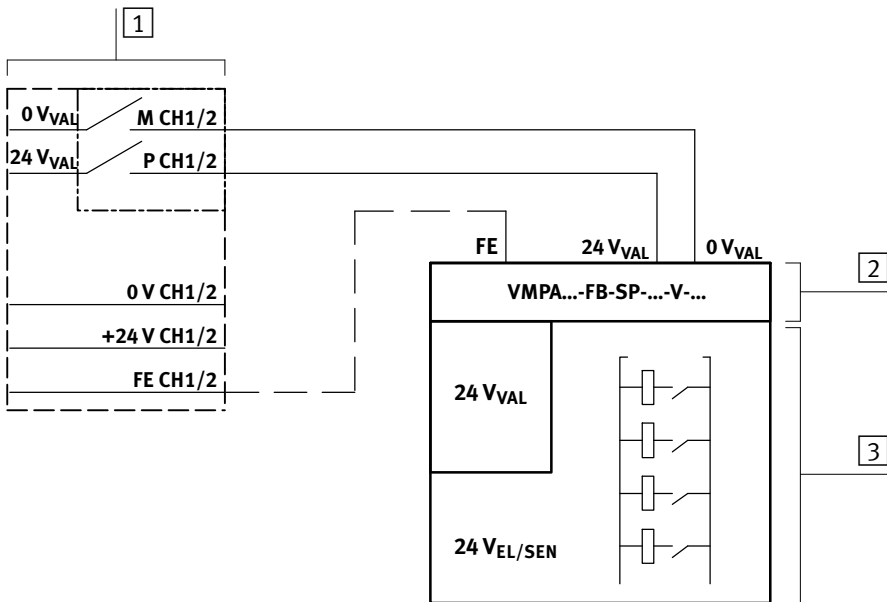 1
0 VVAL
M CH1/2
24 VVAL
P CH1/2
FE
24 VVAL
0 VVAL
2
VMPA...-FB-SP-...-V-...
0 V CH1/2
+24 V CH1/2
FE CH1/2
24 VVAL
3
24 VEL/SEN